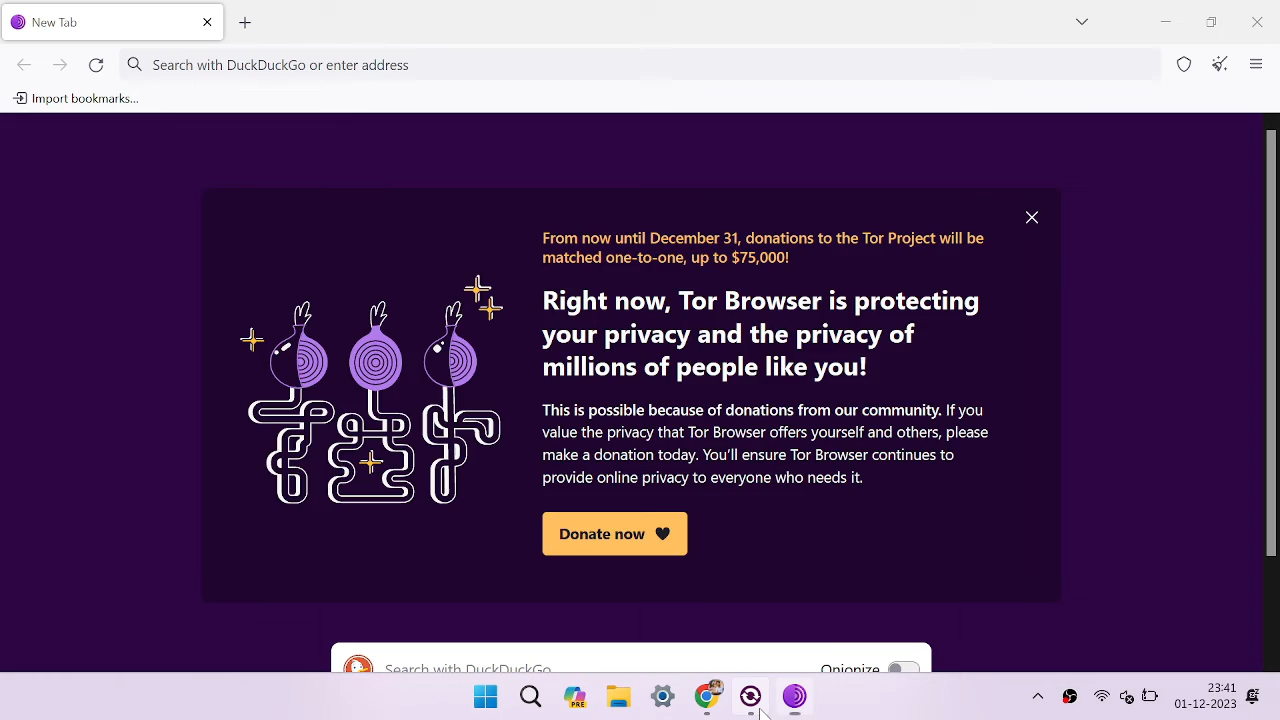 New Tab
Search with DuckDuckGo or enter address
Import bookmarks...
From now until December 31, donations to the Tor Project will be
matched one-to-one, up to $75,000!
Right now, Tor Browser is protecting
your privacy and the privacy of
millions of people like you!
This is possible because of donations from our community. If you
value the privacy that Tor Browser offers yourself and others, please
make a donation today. You'll ensure Tor Browser continues to
provide online privacy to everyone who needs it.
Donate now
Search with DuckDuckGo Onionize
PRE
23:41
01-12-2023